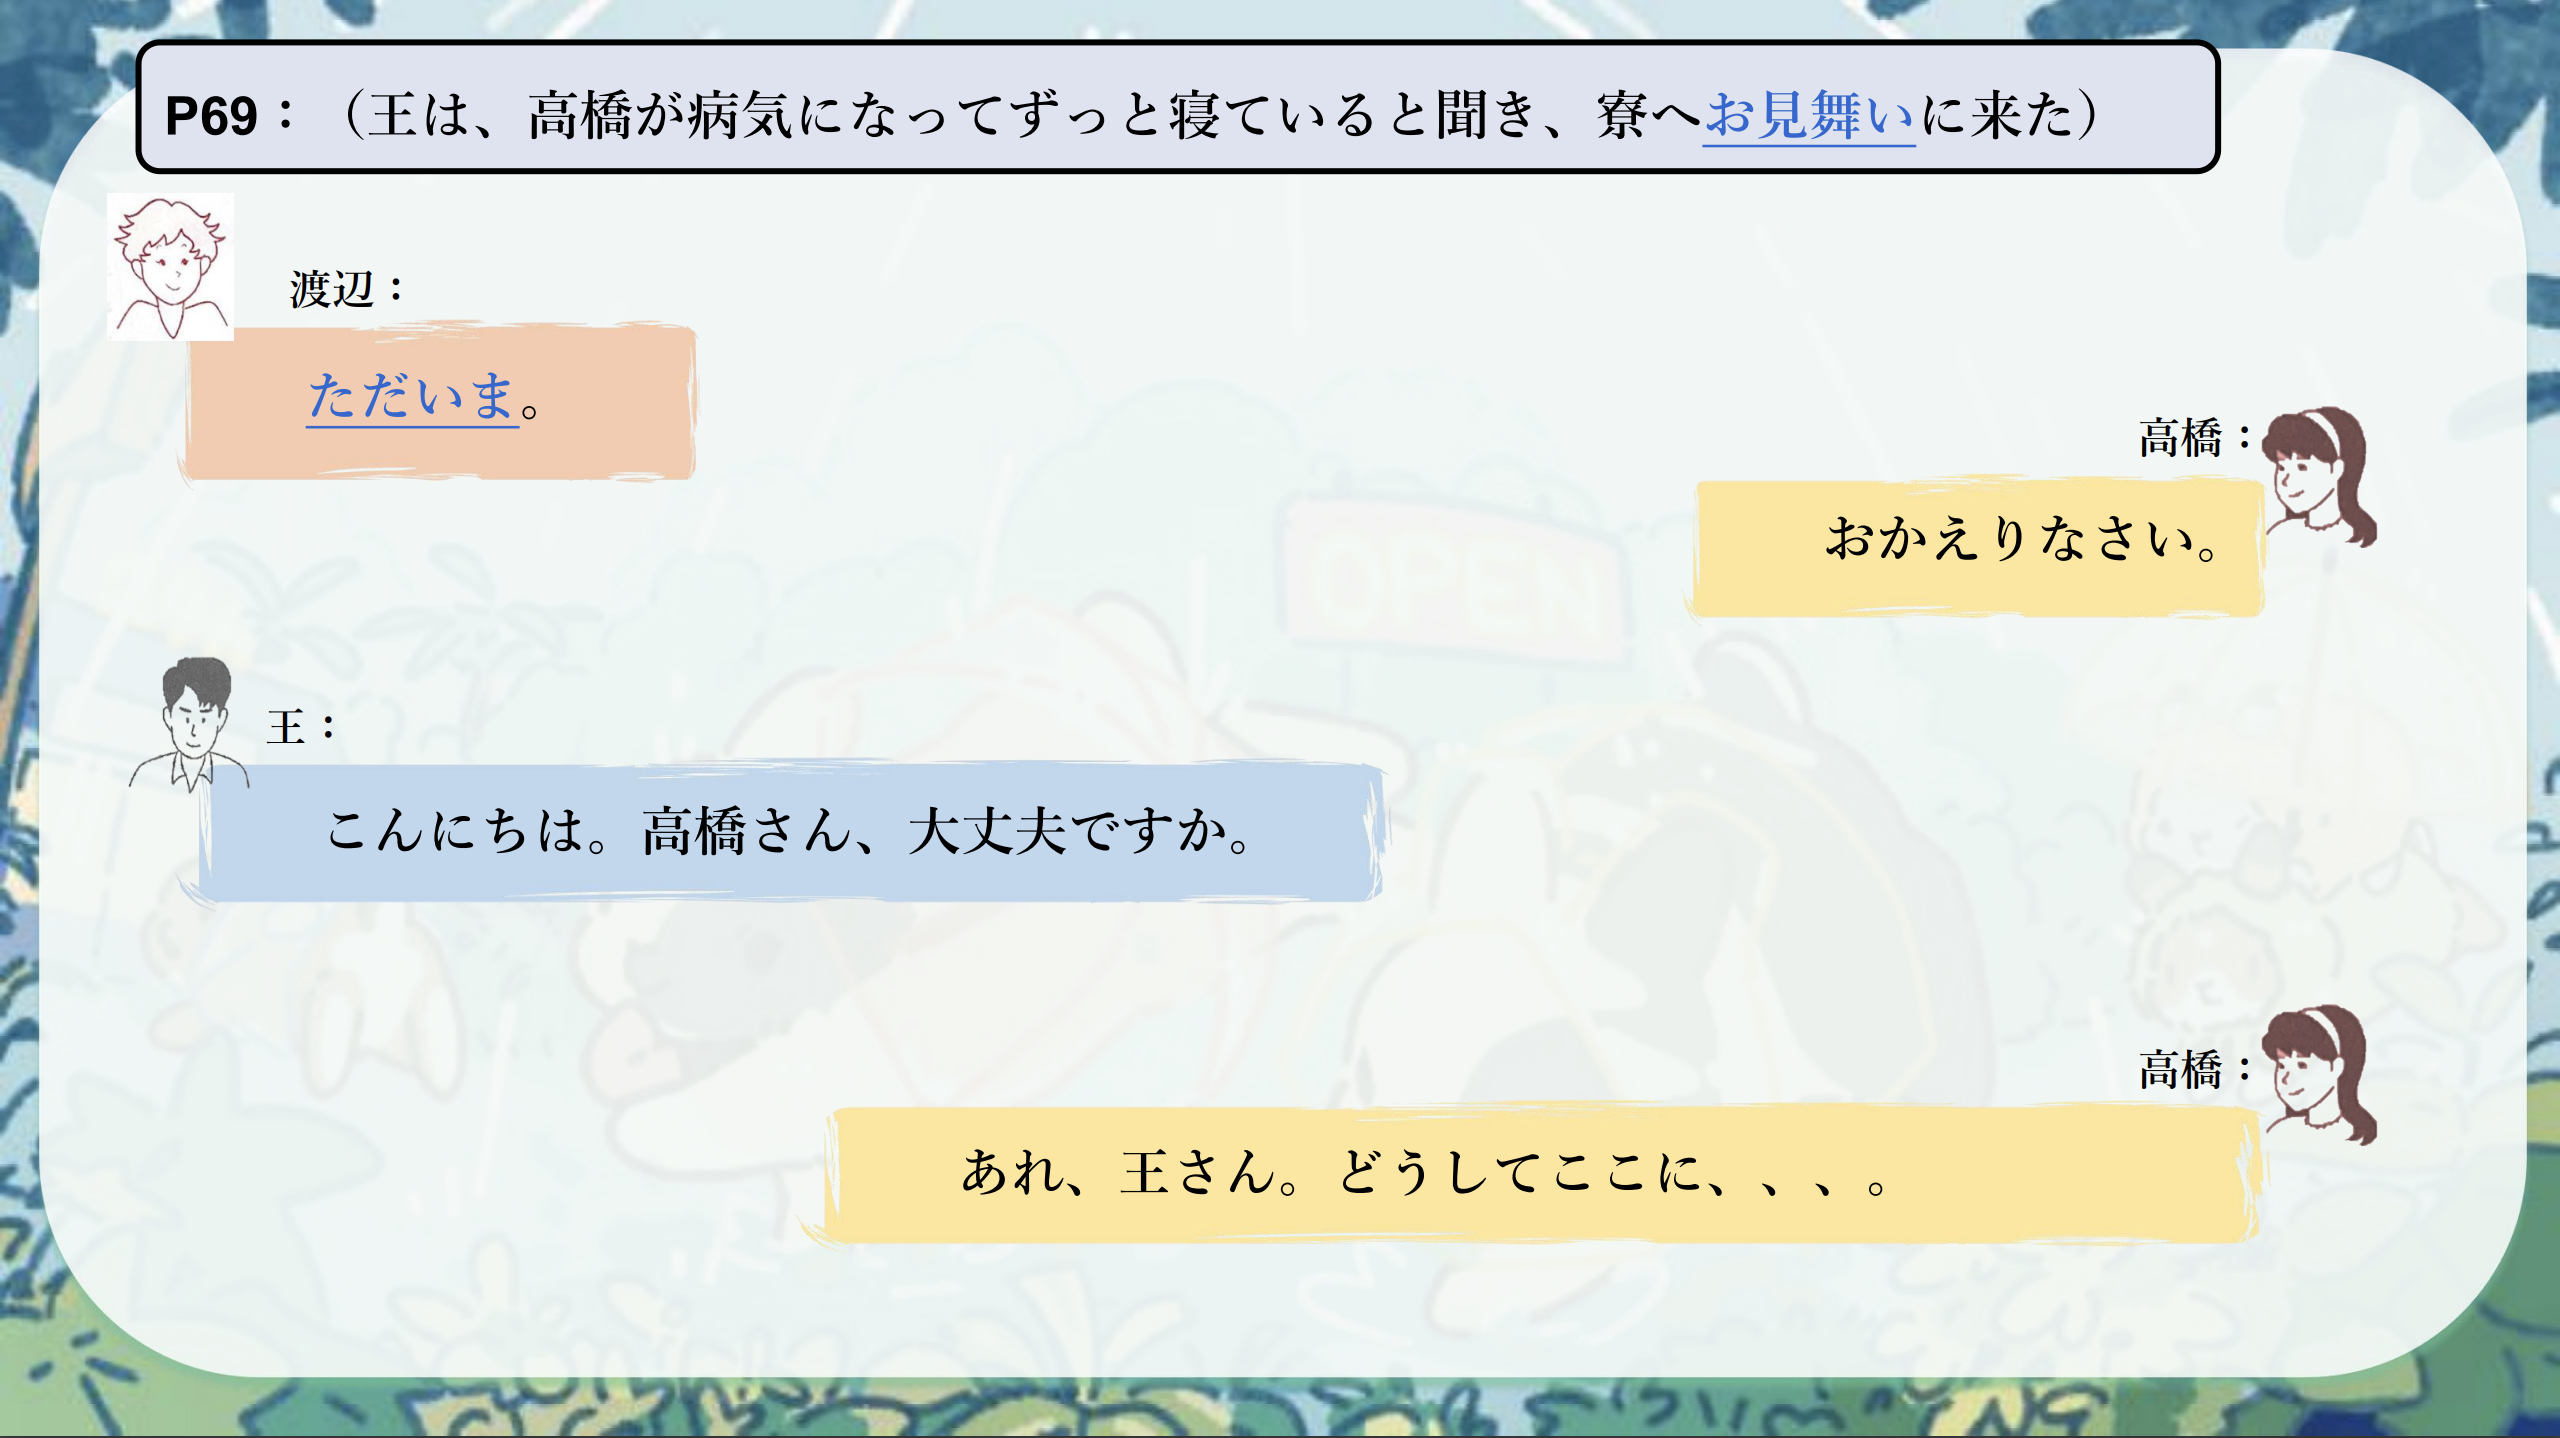 P69：（王は、高橋が病気になってずっと寝ていると聞き、寮へお見舞いに来た）
渡辺：
ただいま。
高橋：
おかえりなさい。
王：
こんにちは。高橋さん、大丈夫ですか。
高橋：
あれ、王さん。どうしてここに、、、。
OPEN